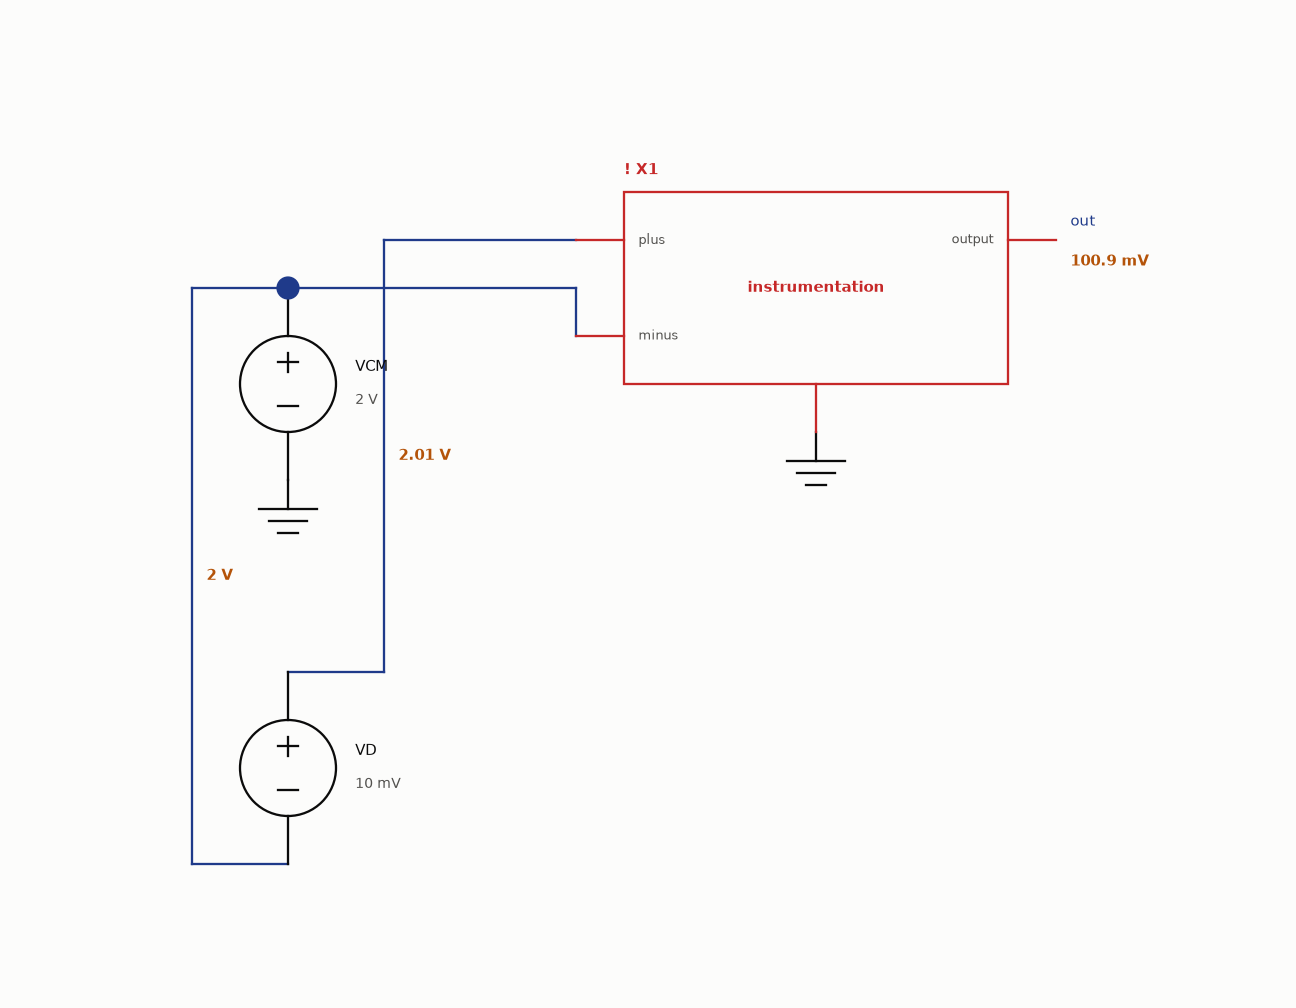 ! X1
plus
output
out
100.9 mV
instrumentation
minus
VCM
2 V
2.01 V
2 V
VD
10 mV